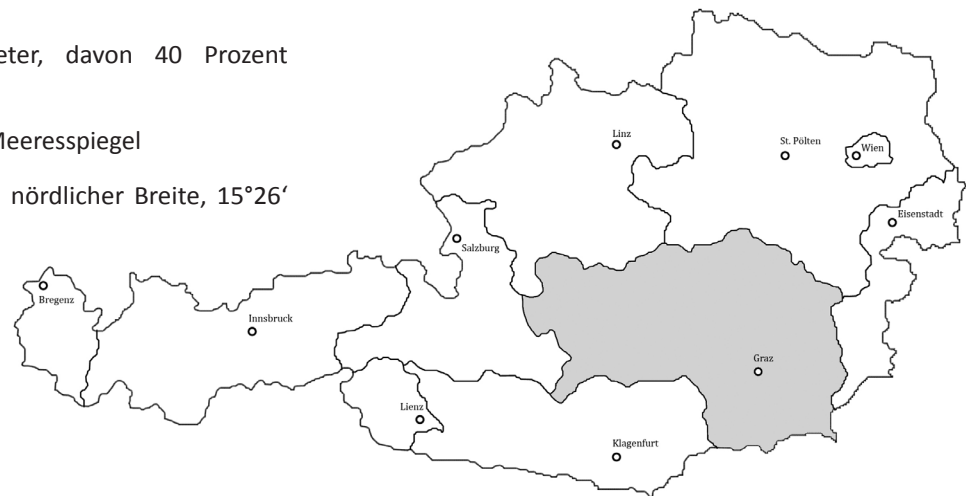 eter, davon 40 Prozent
Meeresspiegel
nördlicher Breite, 15°26‘
Linz
St. Pölten
Wien
Eisenstadt
Salzburg
Bregenz
Innsbruck
Graz
Lienz
Klagenfurt